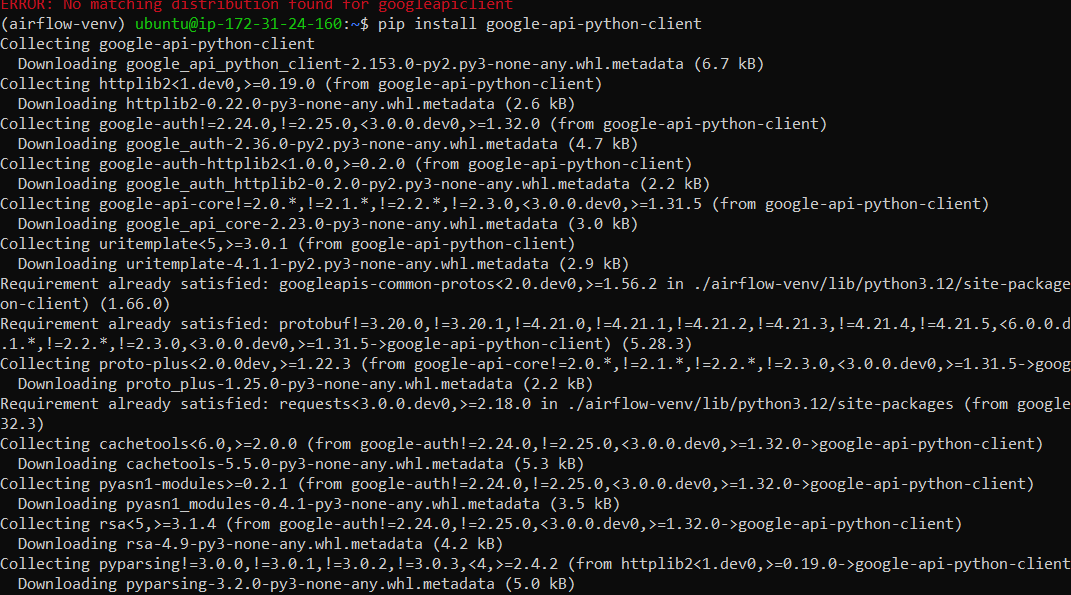 ERROR: No matching distribution found for googleapiclient
(airflow-venv) ubuntu@ip-172-31-24-160:~$ pip install google-api-python-client
Collecting google-api-python-client
  Downloading google_api_python_client-2.153.0-py2.py3-none-any.whl.metadata (6.7 kB)
Collecting httplib2<1.dev0,>=0.19.0 (from google-api-python-client)
  Downloading httplib2-0.22.0-py3-none-any.whl.metadata (2.6 kB)
Collecting google-auth!=2.24.0,!=2.25.0,<3.0.0.dev0,>=1.32.0 (from google-api-python-client)
  Downloading google_auth-2.36.0-py2.py3-none-any.whl.metadata (4.7 kB)
Collecting google-auth-httplib2<1.0.0,>=0.2.0 (from google-api-python-client)
  Downloading google_auth_httplib2-0.2.0-py2.py3-none-any.whl.metadata (2.2 kB)
Collecting google-api-core!=2.0.*,!=2.1.*,!=2.2.*,!=2.3.0,<3.0.0.dev0,>=1.31.5 (from google-api-python-client)
  Downloading google_api_core-2.23.0-py3-none-any.whl.metadata (3.0 kB)
Collecting uritemplate<5,>=3.0.1 (from google-api-python-client)
  Downloading uritemplate-4.1.1-py2.py3-none-any.whl.metadata (2.9 kB)
Requirement already satisfied: googleapis-common-protos<2.0.dev0,>=1.56.2 in ./airflow-venv/lib/python3.12/site-package
on-client) (1.66.0)
Requirement already satisfied: protobuf!=3.20.0,!=3.20.1,!=4.21.0,!=4.21.1,!=4.21.2,!=4.21.3,!=4.21.4,!=4.21.5,<6.0.0.d
.1.*,!=2.2.*,!=2.3.0,<3.0.0.dev0,>=1.31.5->google-api-python-client) (5.28.3)
Collecting proto-plus<2.0.0dev,>=1.22.3 (from google-api-core!=2.0.*,!=2.1.*,!=2.2.*,!=2.3.0,<3.0.0.dev0,>=1.31.5->goog
  Downloading proto_plus-1.25.0-py3-none-any.whl.metadata (2.2 kB)
Requirement already satisfied: requests<3.0.0.dev0,>=2.18.0 in ./airflow-venv/lib/python3.12/site-packages (from google
32.3)
Collecting cachetools<6.0,>=2.0.0 (from google-auth!=2.24.0,!=2.25.0,<3.0.0.dev0,>=1.32.0->google-api-python-client)
  Downloading cachetools-5.5.0-py3-none-any.whl.metadata (5.3 kB)
Collecting pyasn1-modules>=0.2.1 (from google-auth!=2.24.0,!=2.25.0,<3.0.0.dev0,>=1.32.0->google-api-python-client)
  Downloading pyasn1_modules-0.4.1-py3-none-any.whl.metadata (3.5 kB)
Collecting rsa<5,>=3.1.4 (from google-auth!=2.24.0,!=2.25.0,<3.0.0.dev0,>=1.32.0->google-api-python-client)
  Downloading rsa-4.9-py3-none-any.whl.metadata (4.2 kB)
Collecting pyparsing!=3.0.0,!=3.0.1,!=3.0.2,!=3.0.3,<4,>=2.4.2 (from httplib2<1.dev0,>=0.19.0->google-api-python-client
  Downloading pyparsing-3.2.0-py3-none-any.whl.metadata (5.0 kB)